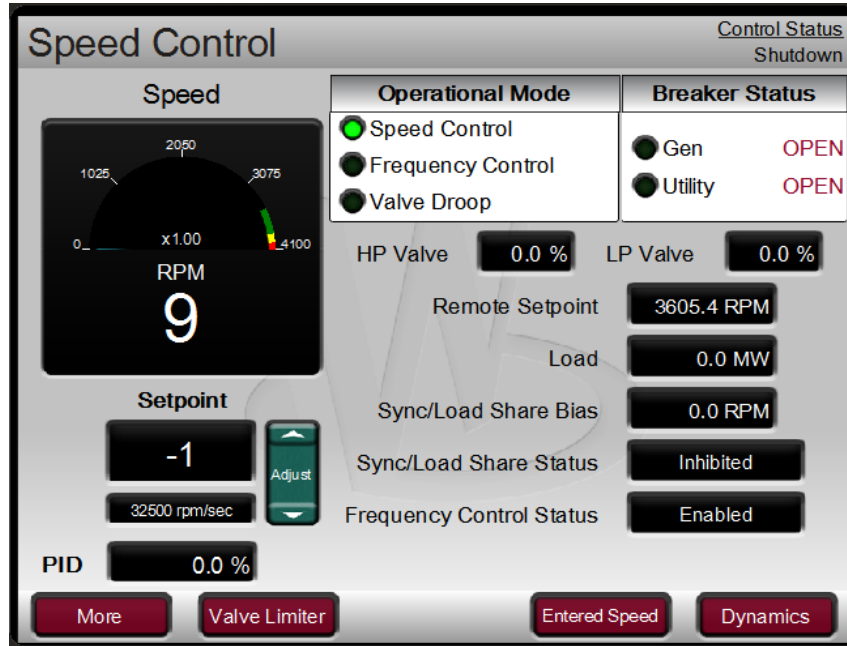 Speed Control
Control Status
Shutdown
Speed
2050
1025
3075
0
x1.00
4100
RPM
9
Operational Mode
Speed Control
Frequency Control
Valve Droop
Breaker Status
Gen OPEN
Utility OPEN
HP Valve 0.0 % LP Valve 0.0 %
Remote Setpoint 3605.4 RPM
Load 0.0 MW
Sync/Load Share Bias 0.0 RPM
Sync/Load Share Status Inhibited
Frequency Control Status Enabled
Setpoint
-1
Adjust
32500 rpm/sec
PID 0.0 %
More Valve Limiter Entered Speed Dynamics